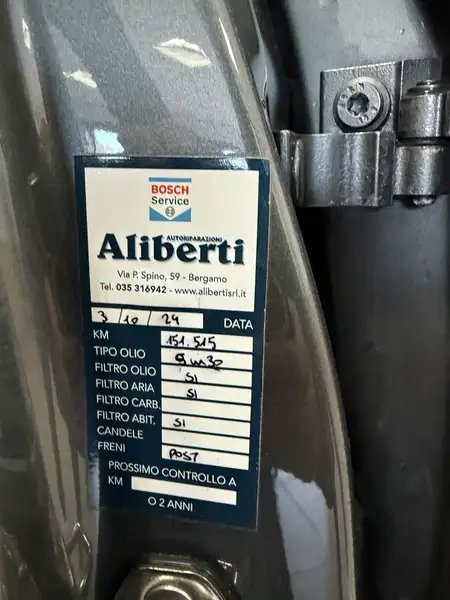 BOSCH
Service
AUTORIPARAZIONI
Aliberti
Via P. Spino, 59 - Bergamo
Tel. 035 316942 - www.alibertisrl.it
3 / 10 / 24 DATA
KM 151.515
TIPO OLIO 5W30
FILTRO OLIO SI
FILTRO ARIA SI
FILTRO CARB.
FILTRO ABIT. SI
CANDELE
FRENI POST
PROSSIMO CONTROLLO A
KM
O 2 ANNI